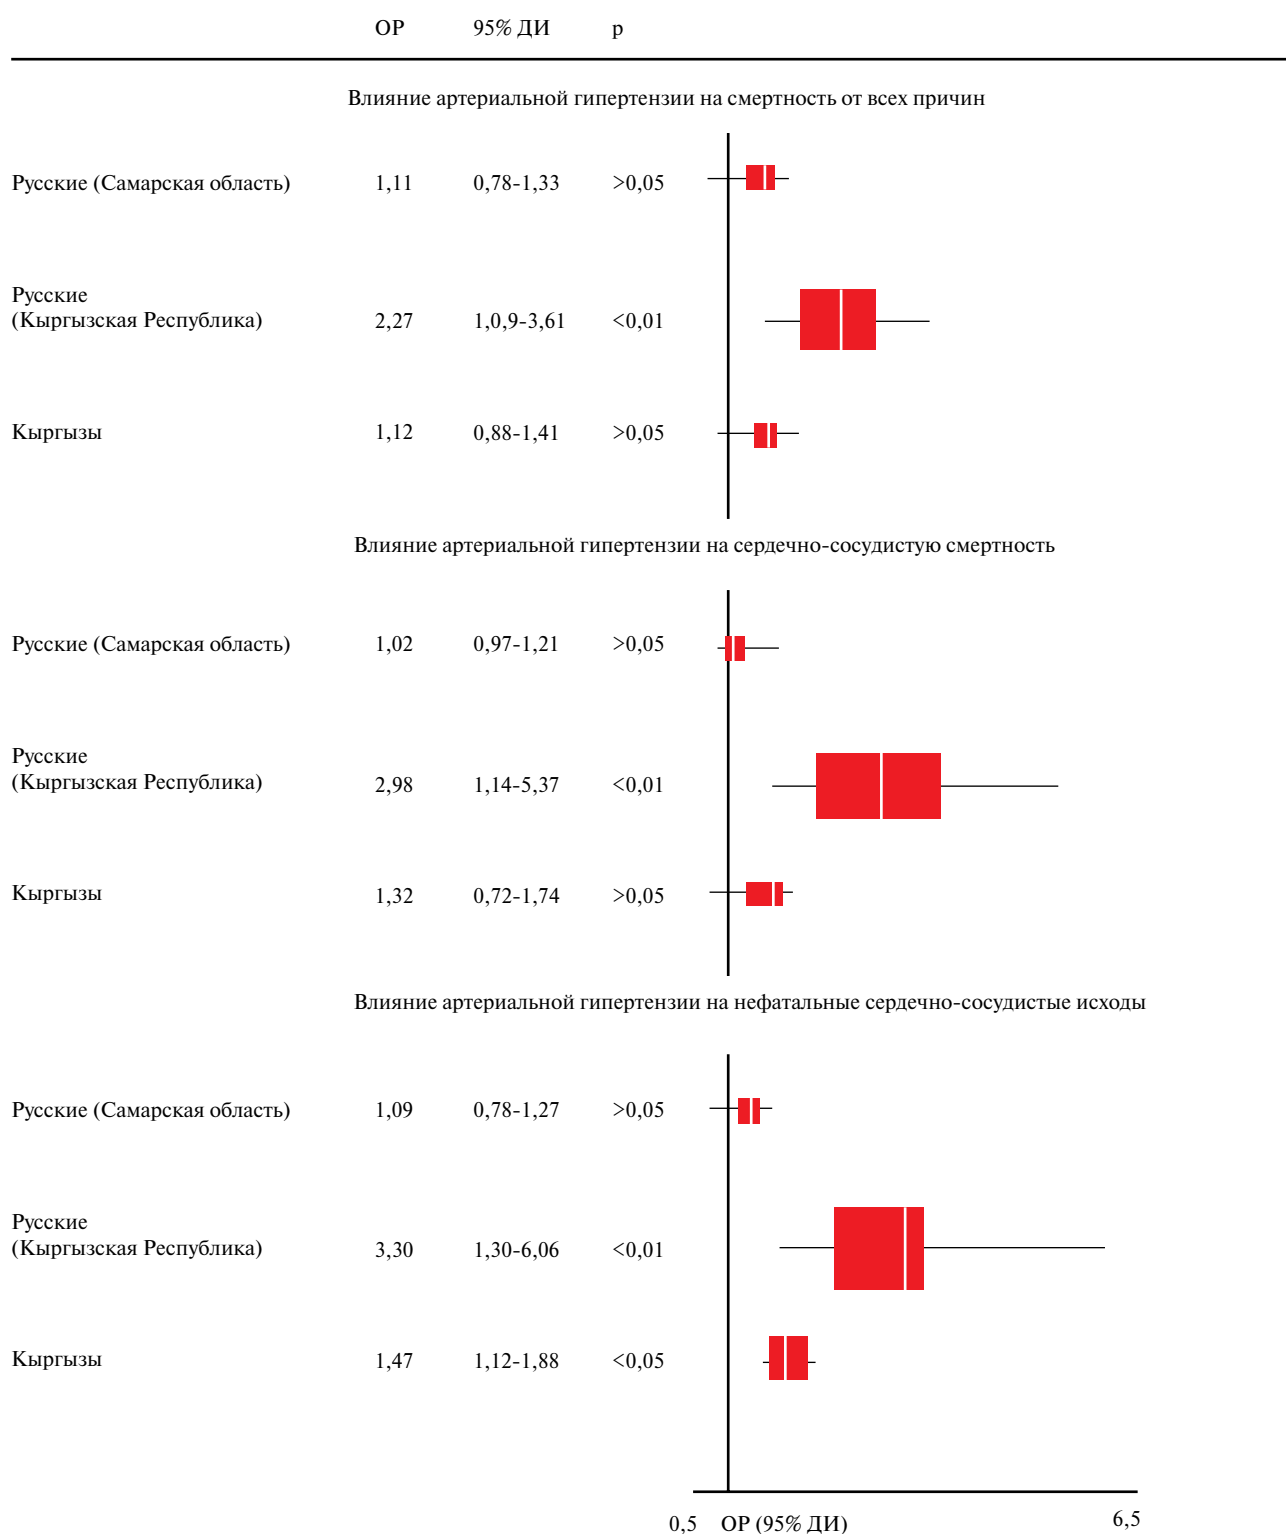 ОР 95% ДИ p
Влияние артериальной гипертензии на смертность от всех причин
Русские (Самарская область) 1,11 0,78-1,33 >0,05
Русские
(Кыргызская Республика) 2,27 1,0,9-3,61 <0,01
Кыргызы 1,12 0,88-1,41 >0,05
Влияние артериальной гипертензии на сердечно-сосудистую смертность
Русские (Самарская область) 1,02 0,97-1,21 >0,05
Русские
(Кыргызская Республика) 2,98 1,14-5,37 <0,01
Кыргызы 1,32 0,72-1,74 >0,05
Влияние артериальной гипертензии на нефатальные сердечно-сосудистые исходы
Русские (Самарская область) 1,09 0,78-1,27 >0,05
Русские
(Кыргызская Республика) 3,30 1,30-6,06 <0,01
Кыргызы 1,47 1,12-1,88 <0,05
0,5 ОР (95% ДИ) 6,5